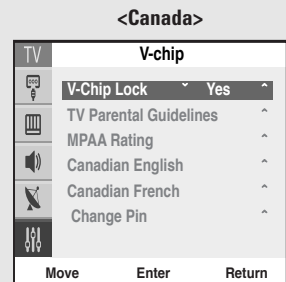 <Canada>
TV V-chip
V-Chip Lock ˇ Yes ˆ
TV Parental Guidelines ˆ
MPAA Rating ˆ
Canadian English ˆ
Canadian French ˆ
Change Pin ˆ
Move Enter Return